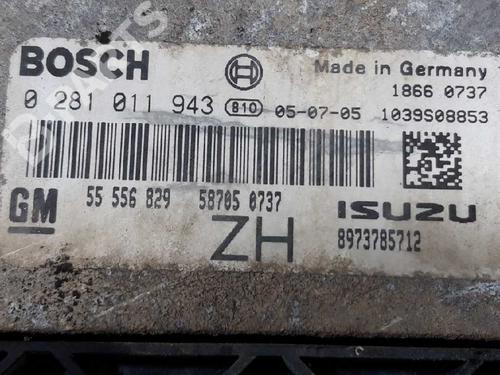 BOSCH
Made in Germany
18660 0737
0 281 011 943 B10 05-07-05 1039S08853
GM 55 556 829 58705 0737 ISUZU
ZH 8973785712